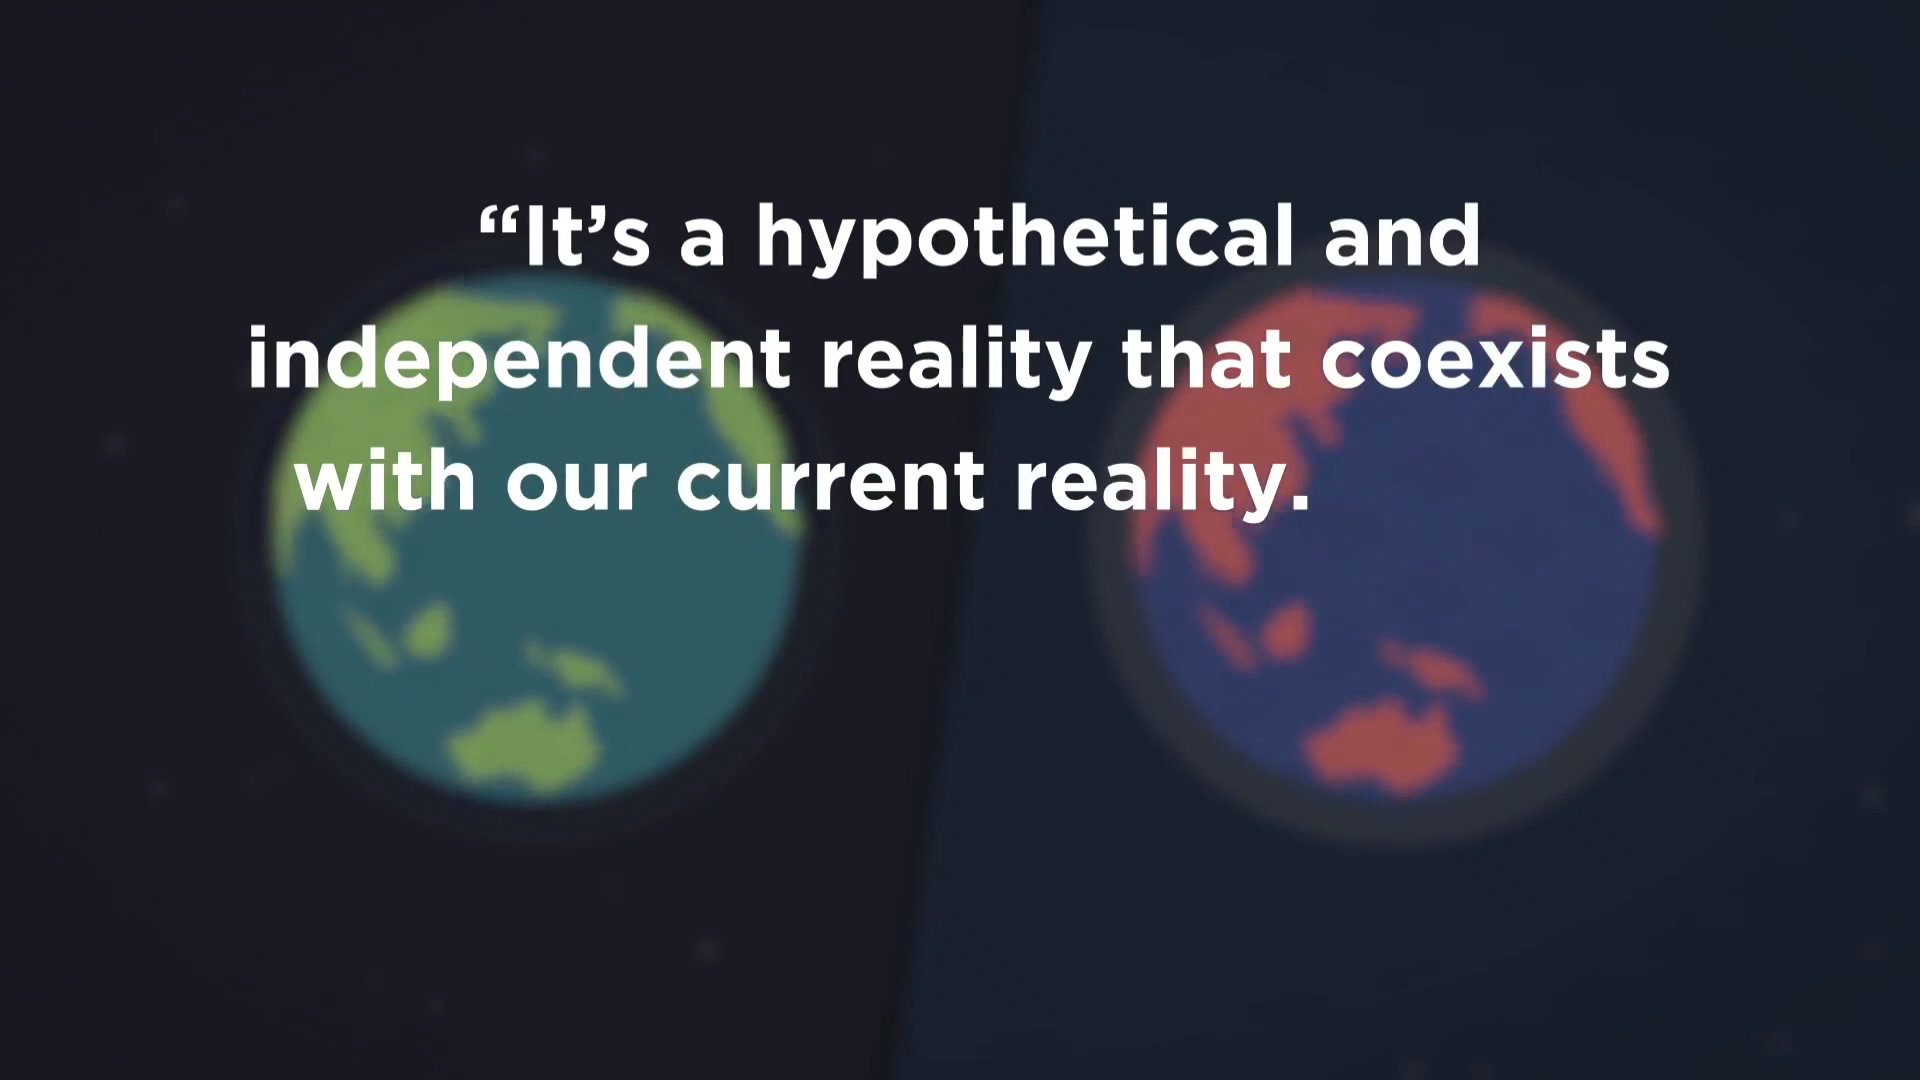 “It’s a hypothetical and
independent reality that coexists
with our current reality.